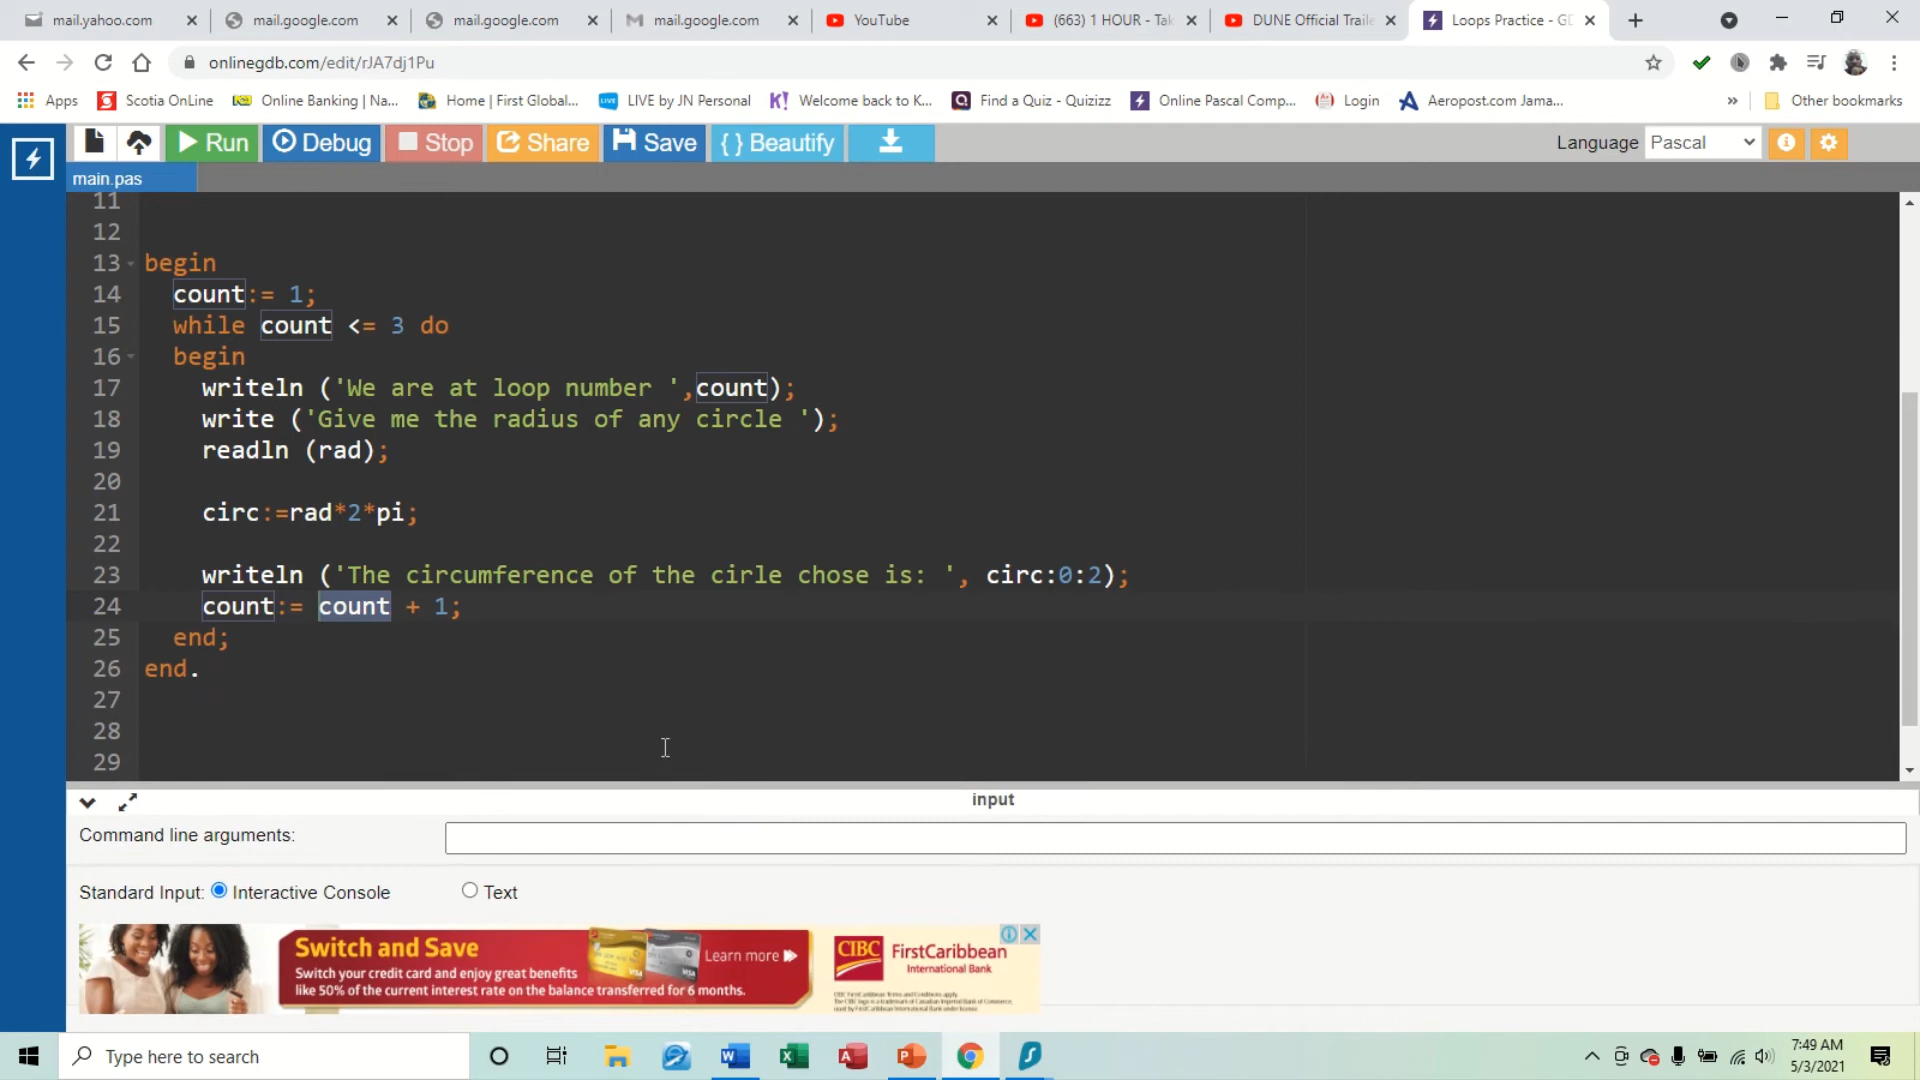 mail.yahoo.com
mail.google.com
mail.google.com
mail.google.com
YouTube
(663) 1 HOUR - Tak
DUNE Official Traile
Loops Practice - GD
onlinegdb.com/edit/rJA7dj1Pu
Apps
Scotia OnLine
Online Banking | Na...
Home | First Global...
LIVE LIVE by JN Personal
K! Welcome back to K...
Find a Quiz - Quizizz
Online Pascal Comp...
Login
Aeropost.com Jama...
»
Other bookmarks
Run
Debug
Stop
Share
Save
{ } Beautify
Language Pascal
main.pas
11
12
13 begin
14 count:= 1;
15 while count <= 3 do
16 begin
17 writeln ('We are at loop number ',count);
18 write ('Give me the radius of any circle ');
19 readln (rad);
20
21 circ:=rad*2*pi;
22
23 writeln ('The circumference of the cirle chose is: ', circ:0:2);
24 count:= count + 1;
25 end;
26 end.
27
28
29
input
Command line arguments:
Standard Input: Interactive Console Text
Switch and Save
Switch your credit card and enjoy great benefits
like 50% of the current interest rate on the balance transferred for 6 months.
Learn more
CIBC FirstCaribbean
International Bank
Type here to search
7:49 AM
5/3/2021